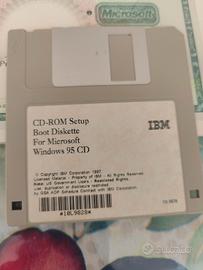 Microsoft
CD-ROM Setup
Boot Diskette
For Microsoft
Windows 95 CD
IBM
© Copyright IBM Corporation 1997.
Licensed Material - Property of IBM - All Rights Reserved
Note: US Government Users - Restricted Rights.
Use, duplication or disclosure restricted
by GSA ADP Schedule Contract with IBM Corporation.
*10L9828*
subito